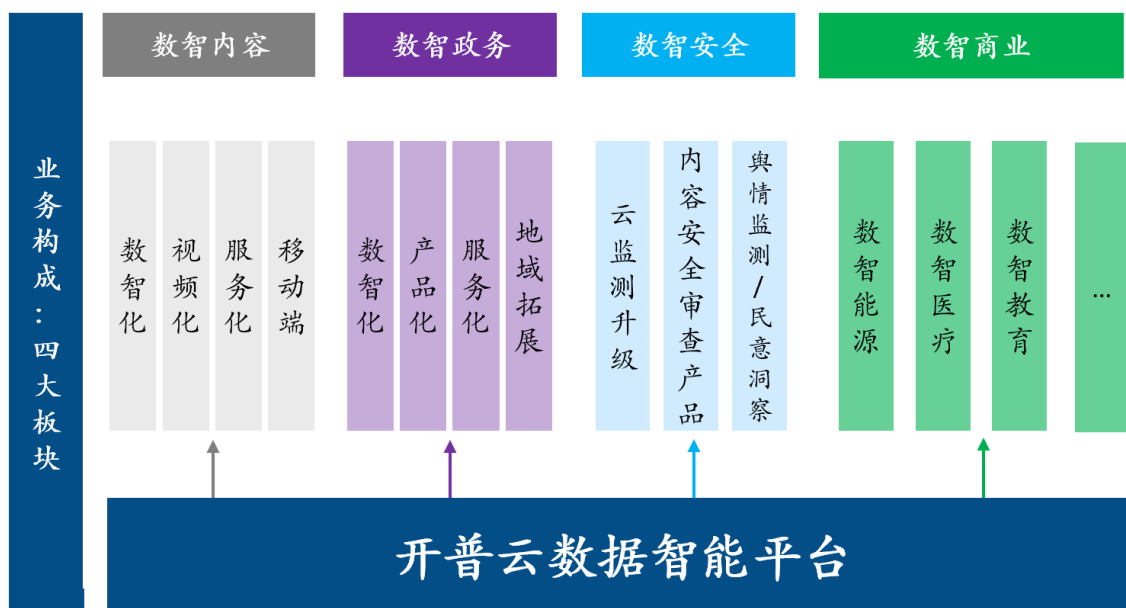 业务构成：四大板块
数智内容
数智政务
数智安全
数智商业
数智化
视频化
服务化
移动端
数智化
产品化
服务化
地域拓展
云监测升级
内容安全审查产品
舆情监测/民意洞察
数智能源
数智医疗
数智教育
...
开普云数据智能平台